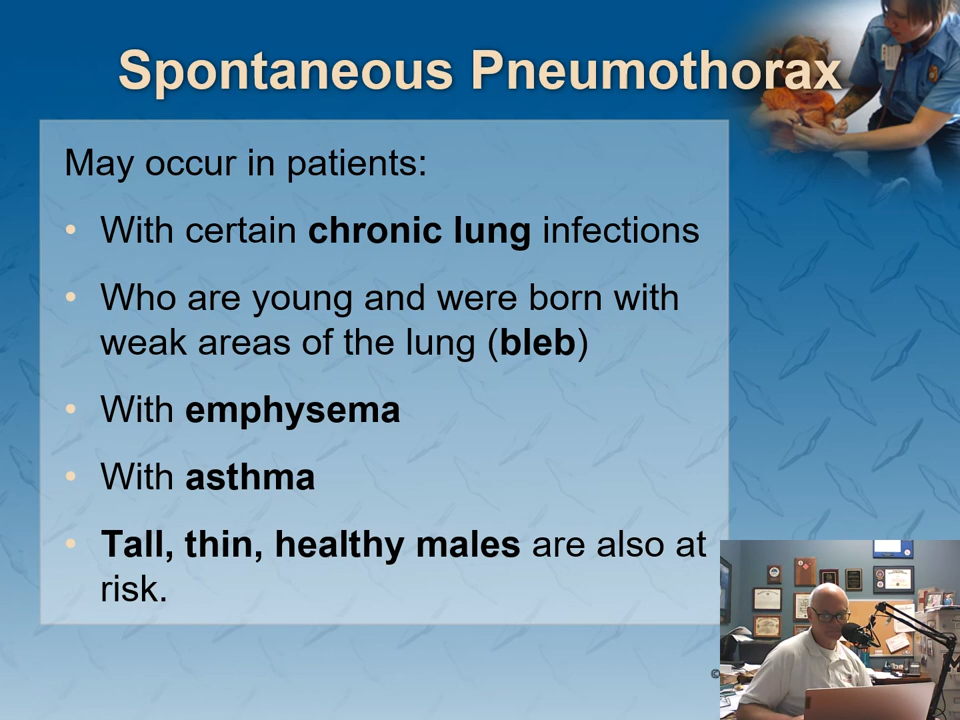 Spontaneous Pneumothorax
May occur in patients:
• With certain chronic lung infections
• Who are young and were born with
weak areas of the lung (bleb)
• With emphysema
• With asthma
• Tall, thin, healthy males are also at
risk.
©